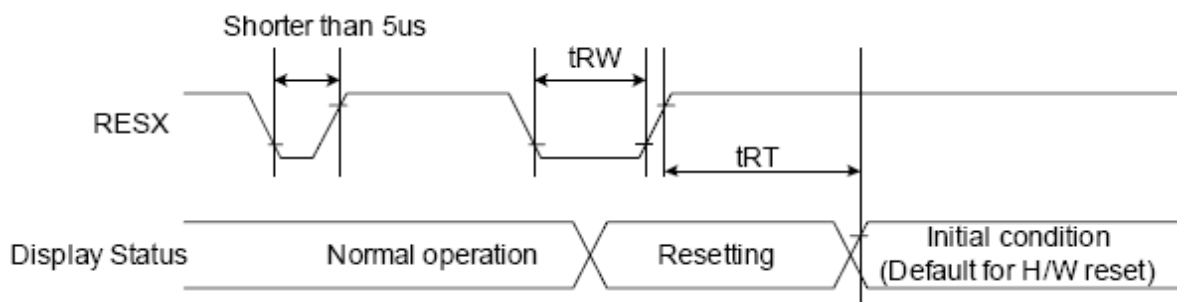 Shorter than 5us
tRW
RESX
tRT
Display Status
Normal operation
Resetting
Initial condition
(Default for H/W reset)